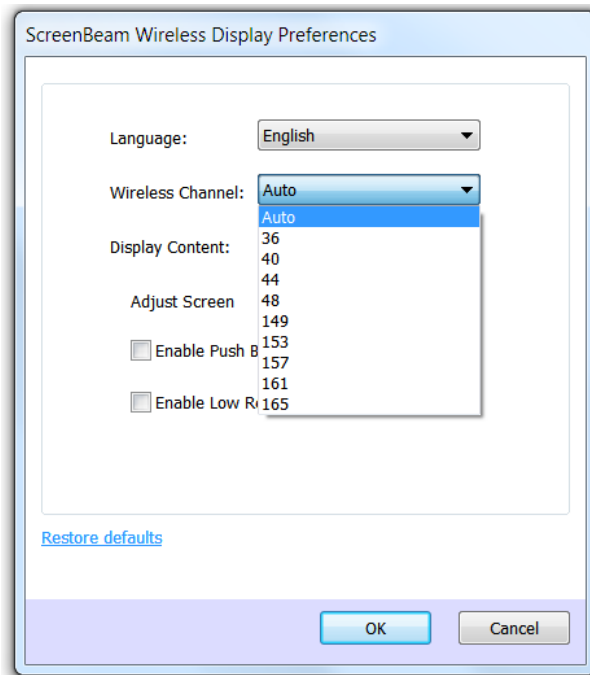 ScreenBeam Wireless Display Preferences
Language: English
Wireless Channel: Auto
Auto
36
Display Content:
40
44
Adjust Screen 48
149
Enable Push B
153
157
161
Enable Low R
165
Restore defaults
OK Cancel